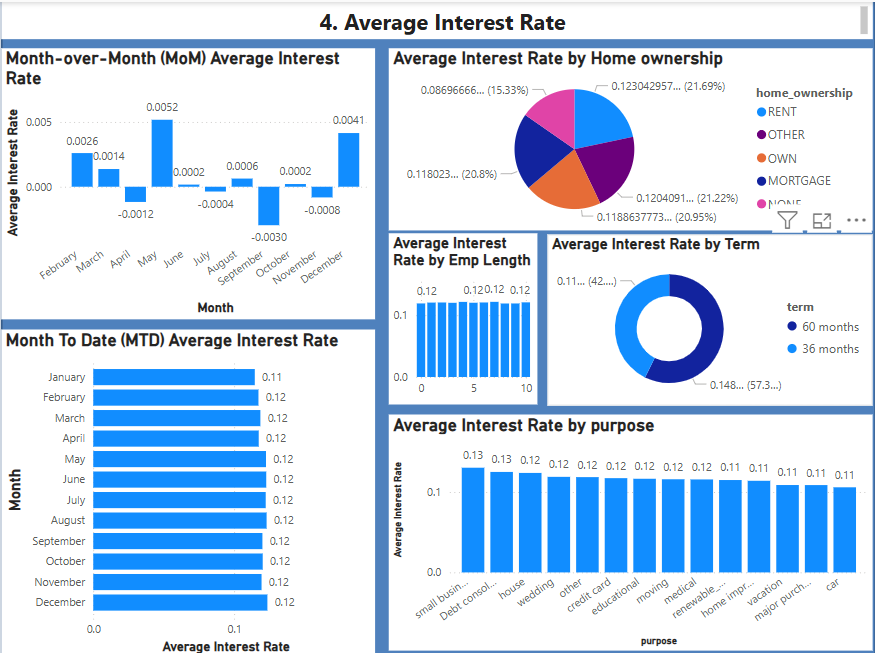 4. Average Interest Rate
Month-over-Month (MoM) Average Interest
Rate
Average Interest Rate
0.005
0.000
0.0026
0.0014
-0.0012
0.0052
0.0002
-0.0004
0.0006
-0.0030
0.0002
-0.0008
0.0041
February
March
April
May
June
July
August
September
October
November
December
Month
Average Interest Rate by Home ownership
0.08696666... (15.33%)
0.123042957... (21.69%)
0.118023... (20.8%)
0.1204091... (21.22%)
0.1188637773... (20.95%)
home_ownership
RENT
OTHER
OWN
MORTGAGE
NONE
Average Interest
Rate by Emp Length
0.12
0.12
0.12
0.12
0.1
0.0
0
5
10
Average Interest Rate by Term
0.11... (42....)
0.148... (57.3...)
term
60 months
36 months
Month To Date (MTD) Average Interest Rate
Month
January
0.11
February
0.12
March
0.12
April
0.12
May
0.12
June
0.12
July
0.12
August
0.12
September
0.12
October
0.12
November
0.12
December
0.12
0.0
0.1
Average Interest Rate
Average Interest Rate by purpose
Average Interest Rate
0.1
0.0
0.13
0.13
0.12
0.12
0.12
0.12
0.12
0.12
0.12
0.11
0.11
0.11
0.11
0.11
small busin...
Debt consol...
house
wedding
other
credit card
educational
moving
medical
renewable_...
home impr...
vacation
major purch...
car
purpose